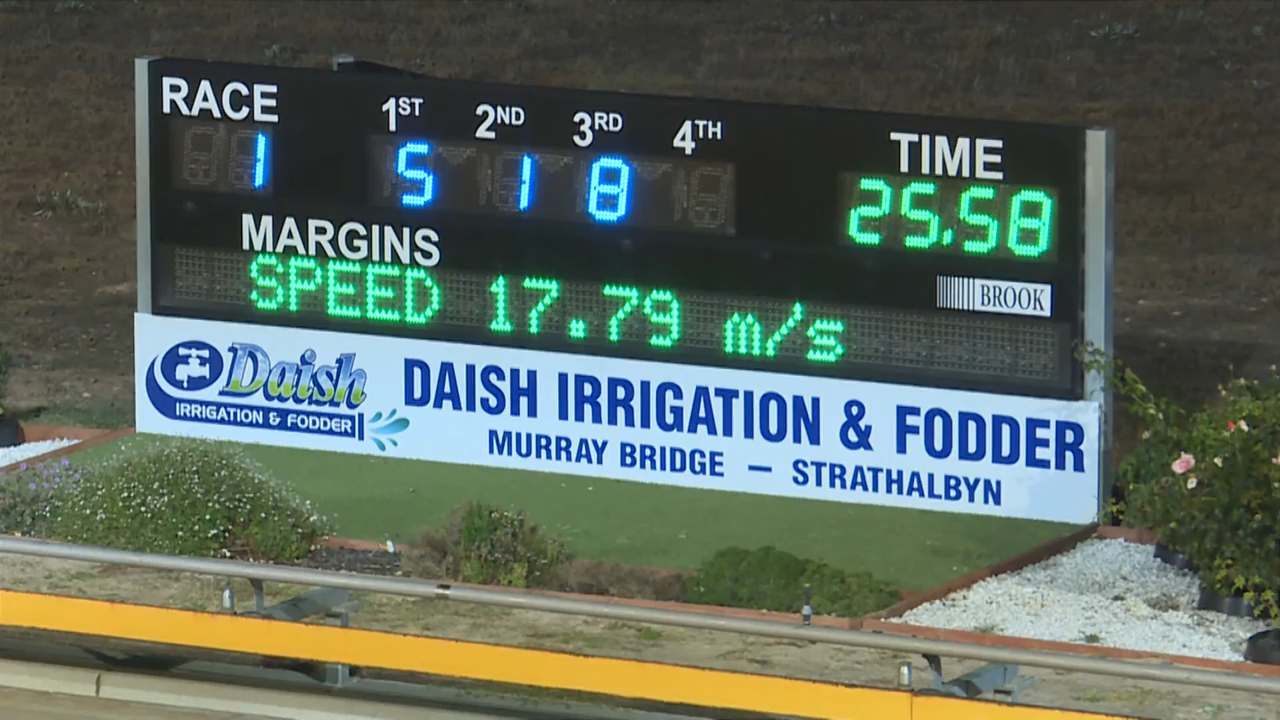 RACE 1ST 2ND 3RD 4TH TIME
1 5 1 8 25.58
MARGINS
SPEED 17.79 m/s
BROOK
Daish
IRRIGATION & FODDER
DAISH IRRIGATION & FODDER
MURRAY BRIDGE — STRATHALBYN